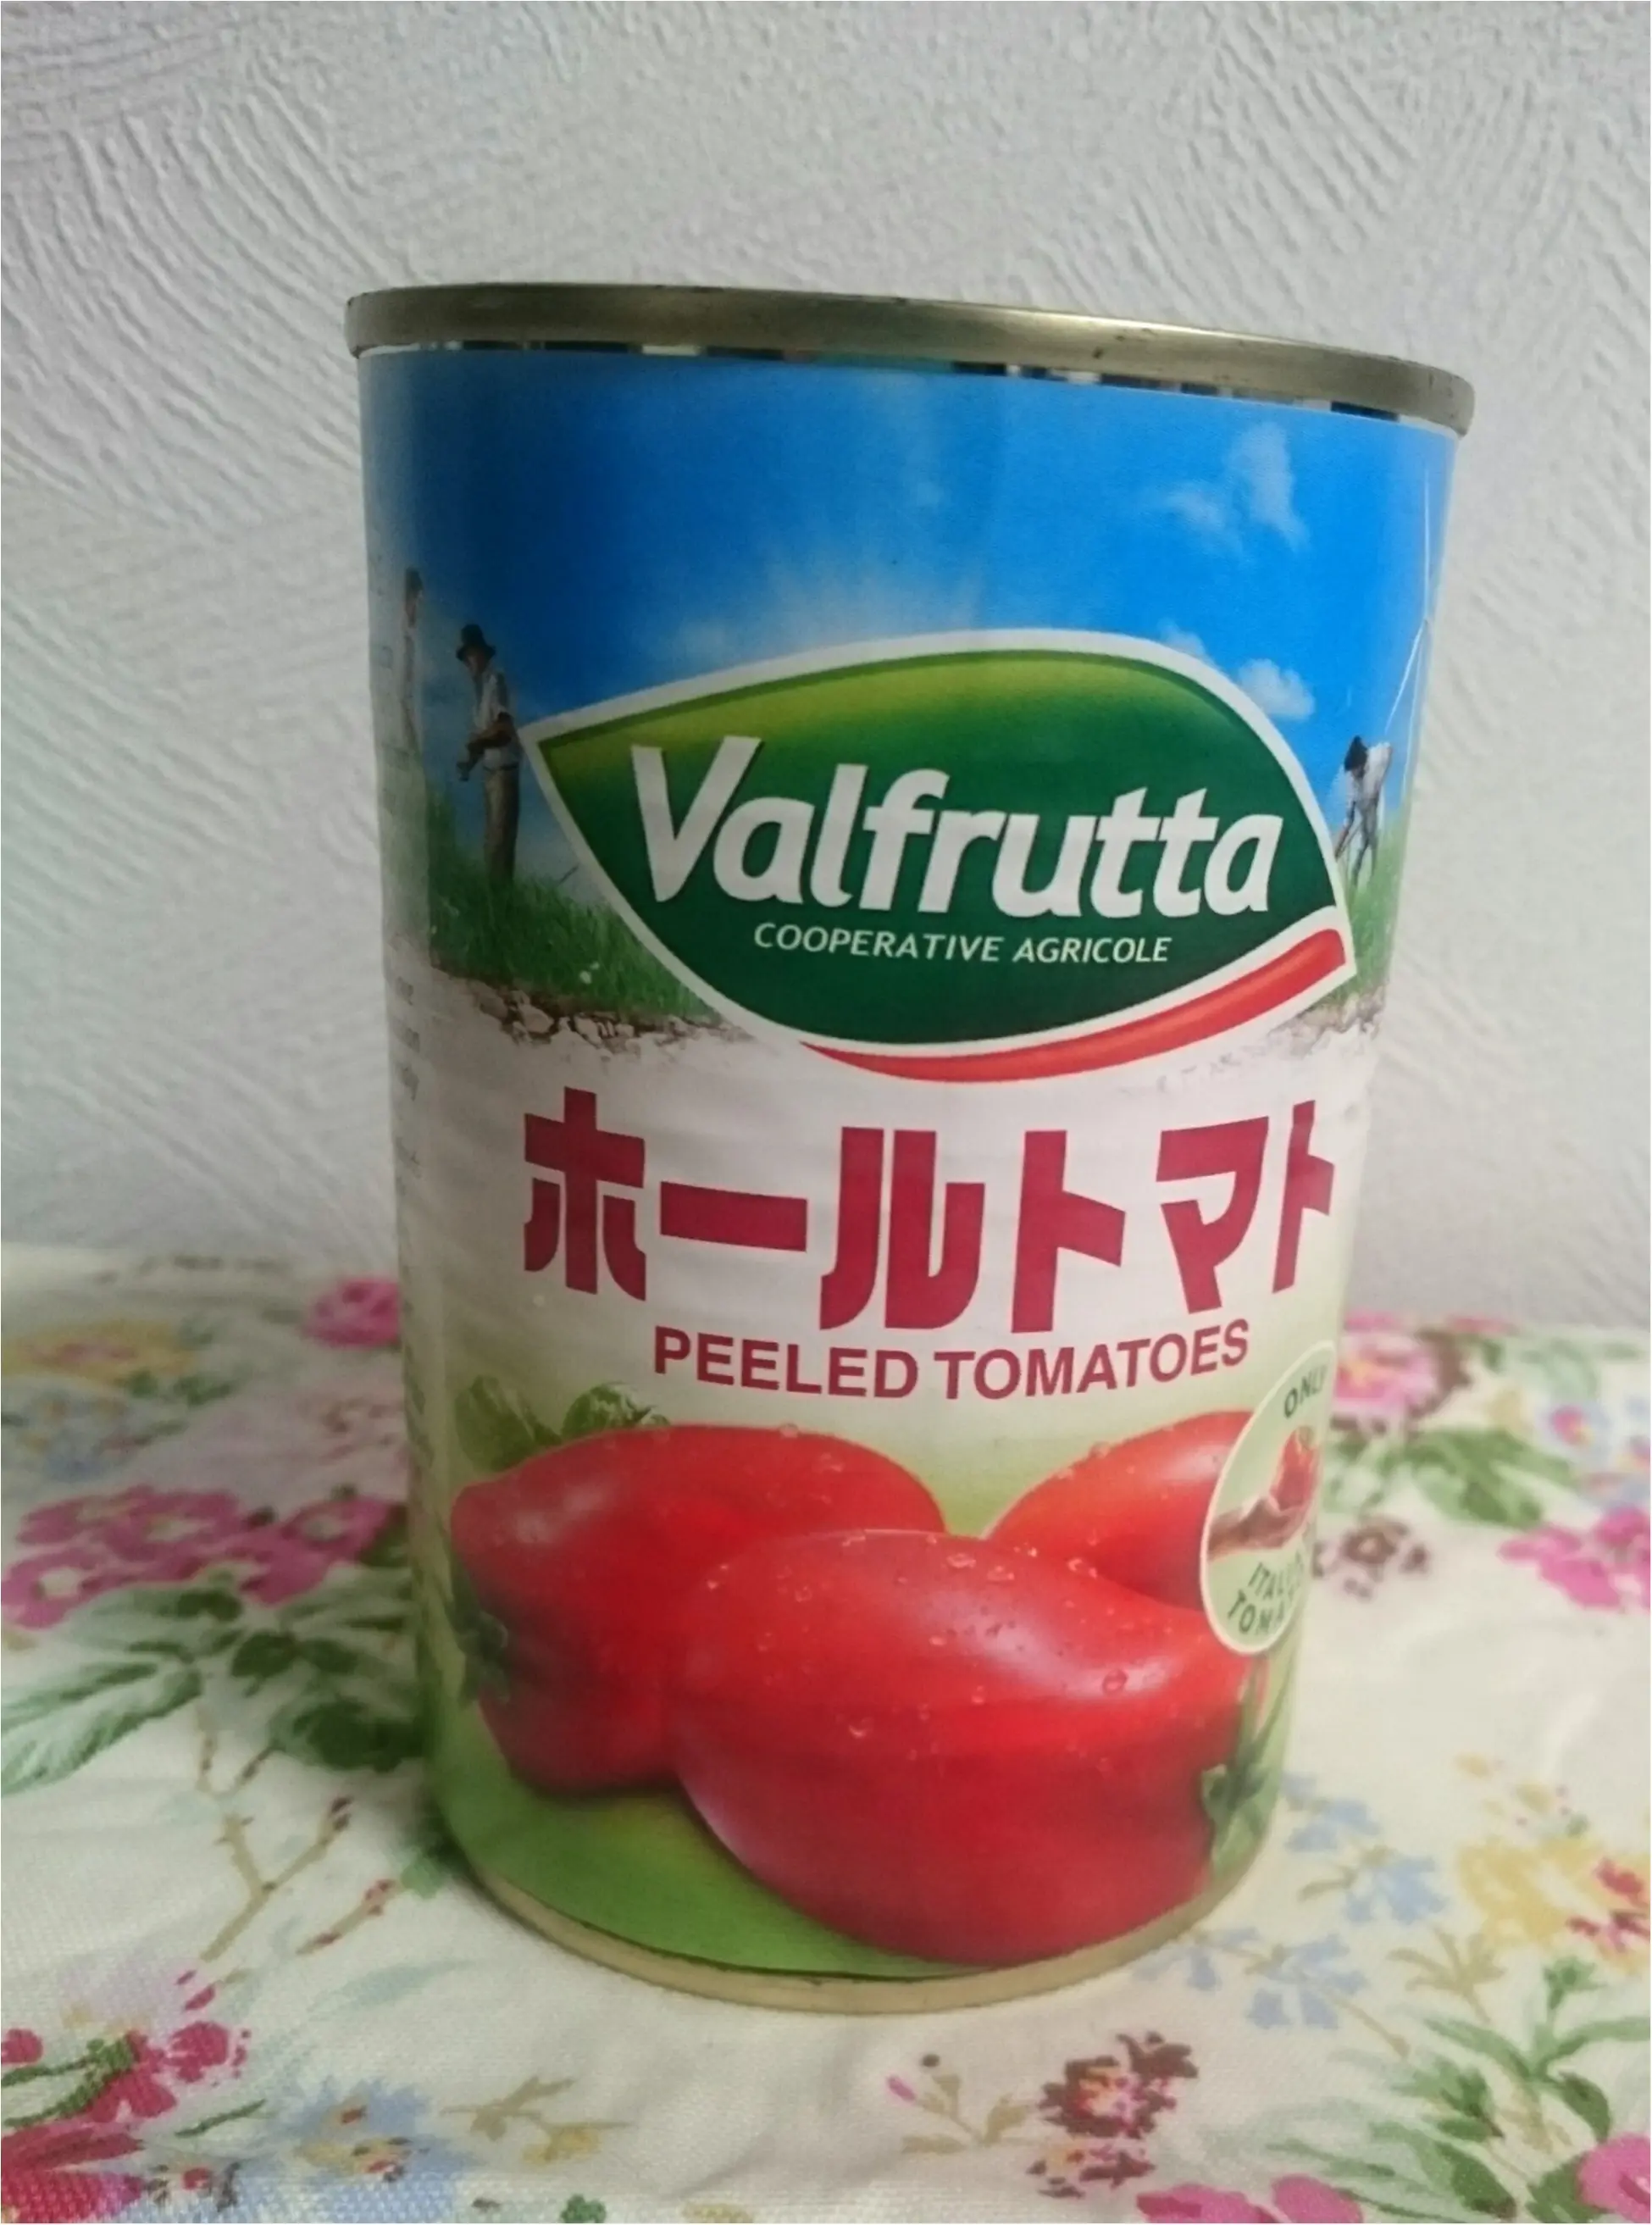 Valfrutta
COOPERATIVE AGRICOLE
ホールトマト
PEELED TOMATOES
ONLY